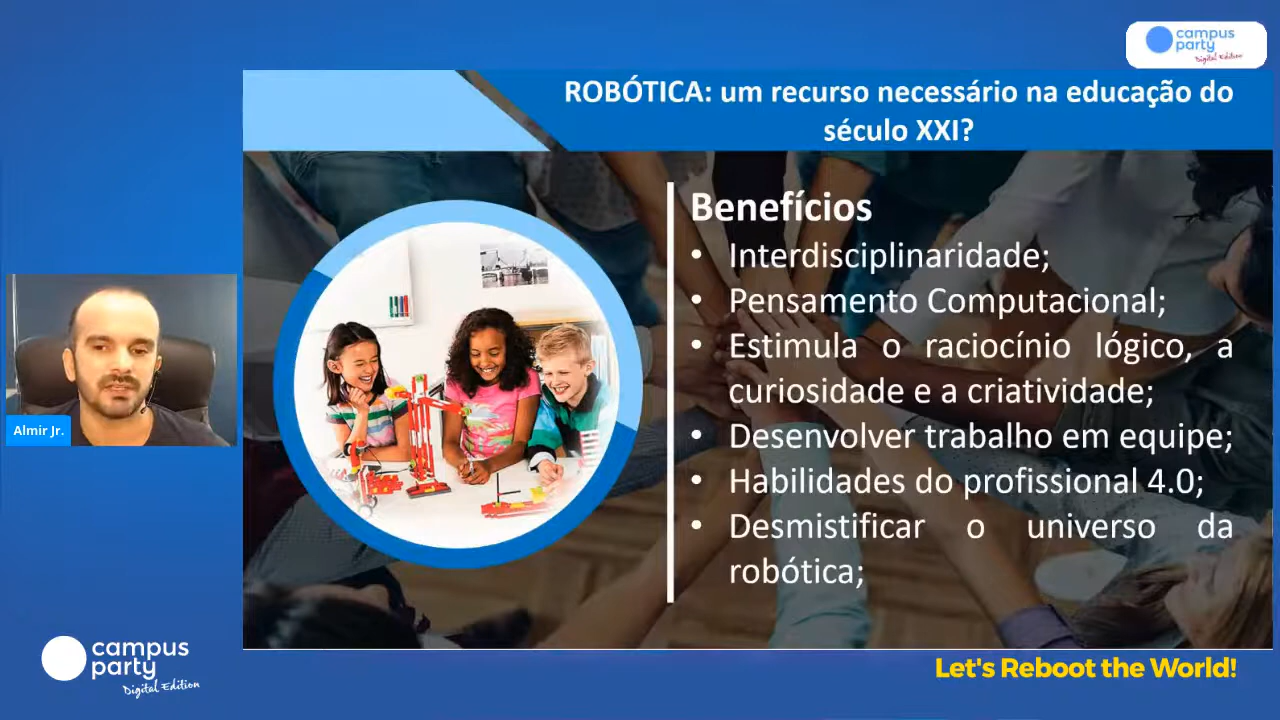 campus
party
Digital Edition
ROBÓTICA: um recurso necessário na educação do
século XXI?
Benefícios
• Interdisciplinaridade;
• Pensamento Computacional;
• Estimula o raciocínio lógico, a
curiosidade e a criatividade;
• Desenvolver trabalho em equipe;
• Habilidades do profissional 4.0;
• Desmistificar o universo da
robótica;
Almir Jr.
campus
party
Digital Edition
Let's Reboot the World!